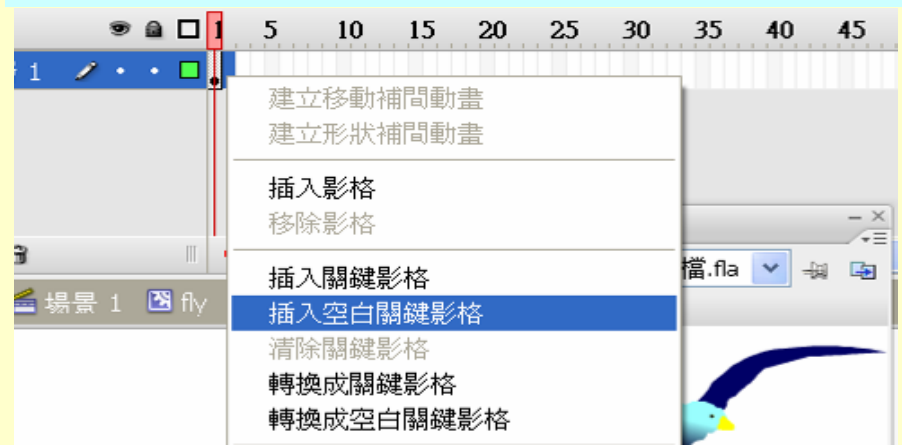 1 5 10 15 20 25 30 35 40 45
1
建立移動補間動畫
建立形狀補間動畫
插入影格
移除影格
插入關鍵影格
檔.fla
插入空白關鍵影格
場景 1 fly
清除關鍵影格
轉換成關鍵影格
轉換成空白關鍵影格